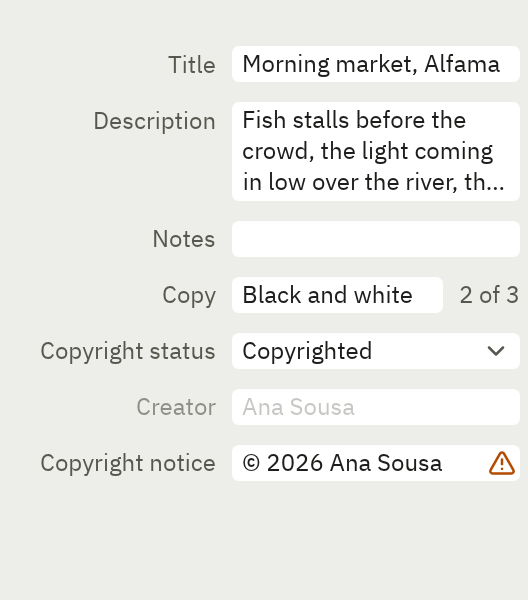 Title Morning market, Alfama
Description Fish stalls before the
crowd, the light coming
in low over the river, th...
Notes
Copy Black and white 2 of 3
Copyright status Copyrighted
Creator Ana Sousa
Copyright notice © 2026 Ana Sousa